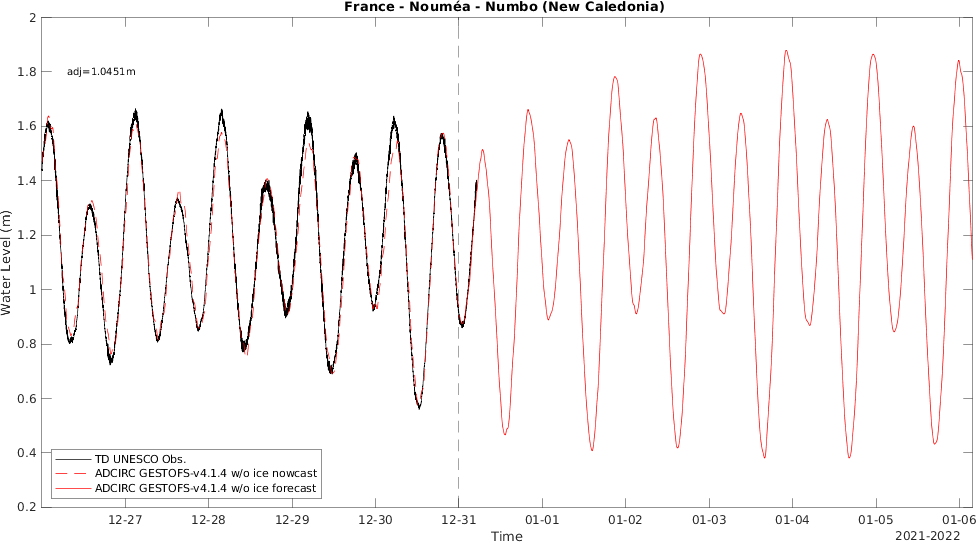 France - Nouméa - Numbo (New Caledonia)
2
1.8
1.6
1.4
1.2
1
0.8
0.6
0.4
0.2
Water Level (m)
adj=1.0451m
TD UNESCO Obs.
ADCIRC GESTOFS-v4.1.4 w/o ice nowcast
ADCIRC GESTOFS-v4.1.4 w/o ice forecast
12-27 12-28 12-29 12-30 12-31 01-01 01-02 01-03 01-04 01-05 01-06
Time
2021-2022